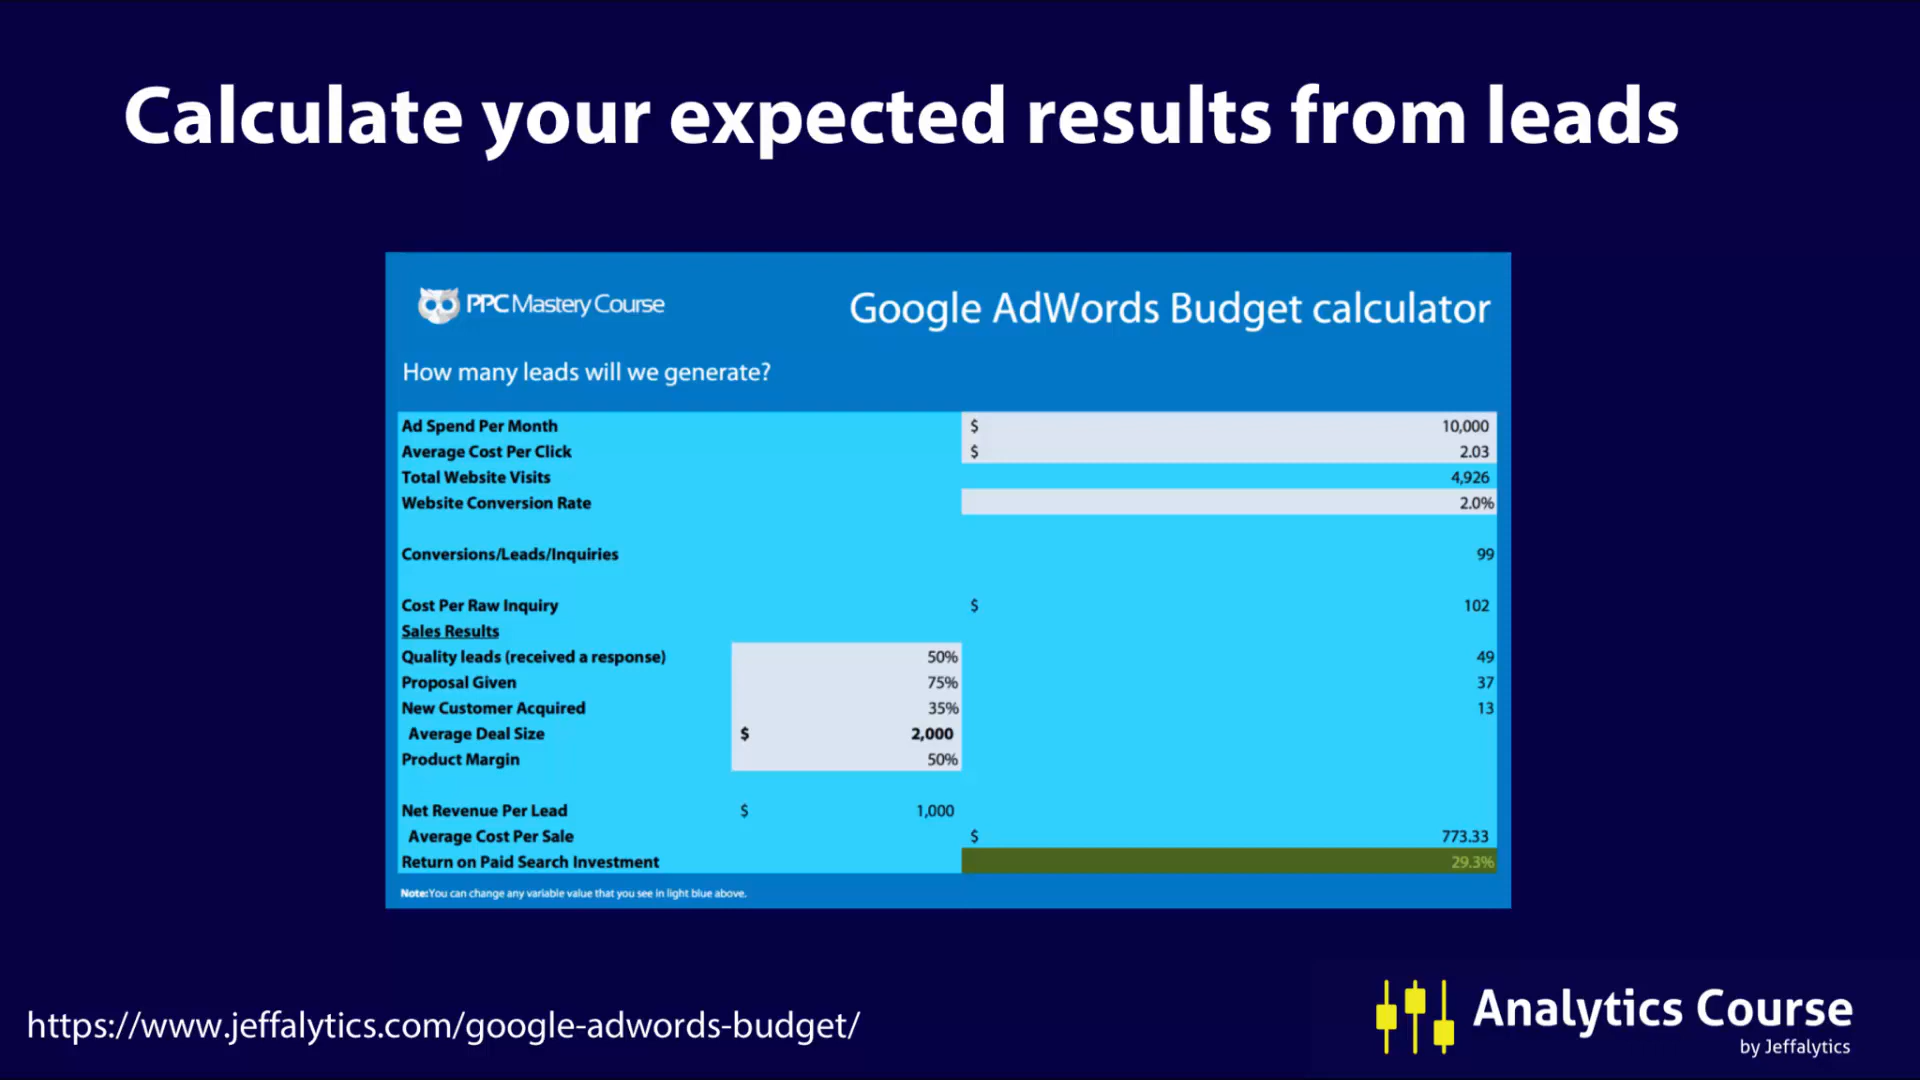 Calculate your expected results from leads
PPC Mastery Course
Google AdWords Budget calculator
How many leads will we generate?
Ad Spend Per Month $ 10,000
Average Cost Per Click $ 2.03
Total Website Visits 4,926
Website Conversion Rate 2.0%
Conversions/Leads/Inquiries 99
Cost Per Raw Inquiry $ 102
Sales Results
Quality leads (received a response) 50% 49
Proposal Given 75% 37
New Customer Acquired 35% 13
Average Deal Size $ 2,000
Product Margin 50%
Net Revenue Per Lead $ 1,000
Average Cost Per Sale $ 773.33
Return on Paid Search Investment 29.3%
Note:You can change any variable value that you see in light blue above.
https://www.jeffalytics.com/google-adwords-budget/
Analytics Course
by Jeffalytics